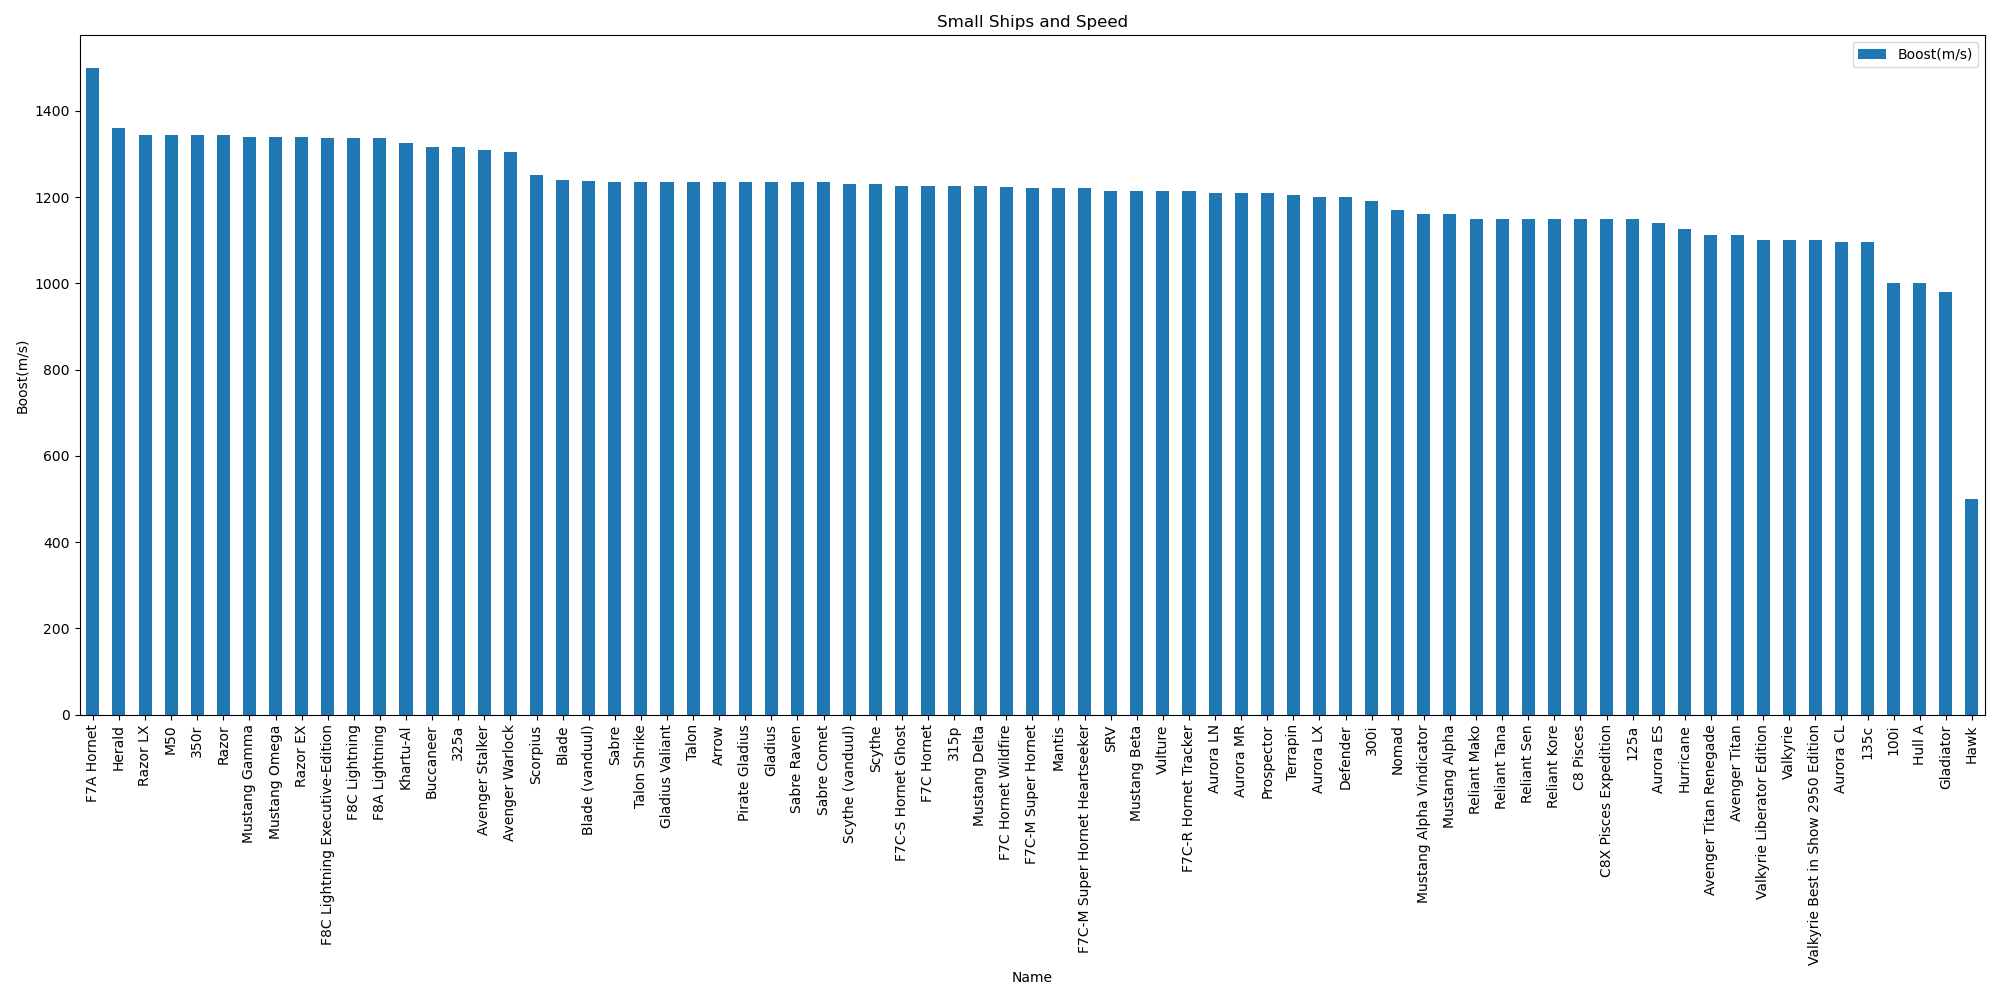 Small Ships and Speed
Boost(m/s)
Boost(m/s)
1400
1200
1000
800
600
400
200
0
F7A Hornet
Herald
Razor LX
M50
350r
Razor
Mustang Gamma
Mustang Omega
Razor EX
F8C Lightning Executive-Edition
F8C Lightning
F8A Lightning
Khartu-Al
Buccaneer
325a
Avenger Stalker
Avenger Warlock
Scorpius
Blade
Blade (vanduul)
Sabre
Talon Shrike
Gladius Valiant
Talon
Arrow
Pirate Gladius
Gladius
Sabre Raven
Sabre Comet
Scythe (vanduul)
Scythe
F7C-S Hornet Ghost
F7C Hornet
315p
Mustang Delta
F7C Hornet Wildfire
F7C-M Super Hornet
Mantis
F7C-M Super Hornet Heartseeker
SRV
Mustang Beta
Vulture
F7C-R Hornet Tracker
Aurora LN
Aurora MR
Prospector
Terrapin
Aurora LX
Defender
300i
Nomad
Mustang Alpha Vindicator
Mustang Alpha
Reliant Mako
Reliant Tana
Reliant Sen
Reliant Kore
C8 Pisces
C8X Pisces Expedition
125a
Aurora ES
Hurricane
Avenger Titan Renegade
Avenger Titan
Valkyrie Liberator Edition
Valkyrie
Valkyrie Best in Show 2950 Edition
Aurora CL
135c
100i
Hull A
Gladiator
Hawk
Name